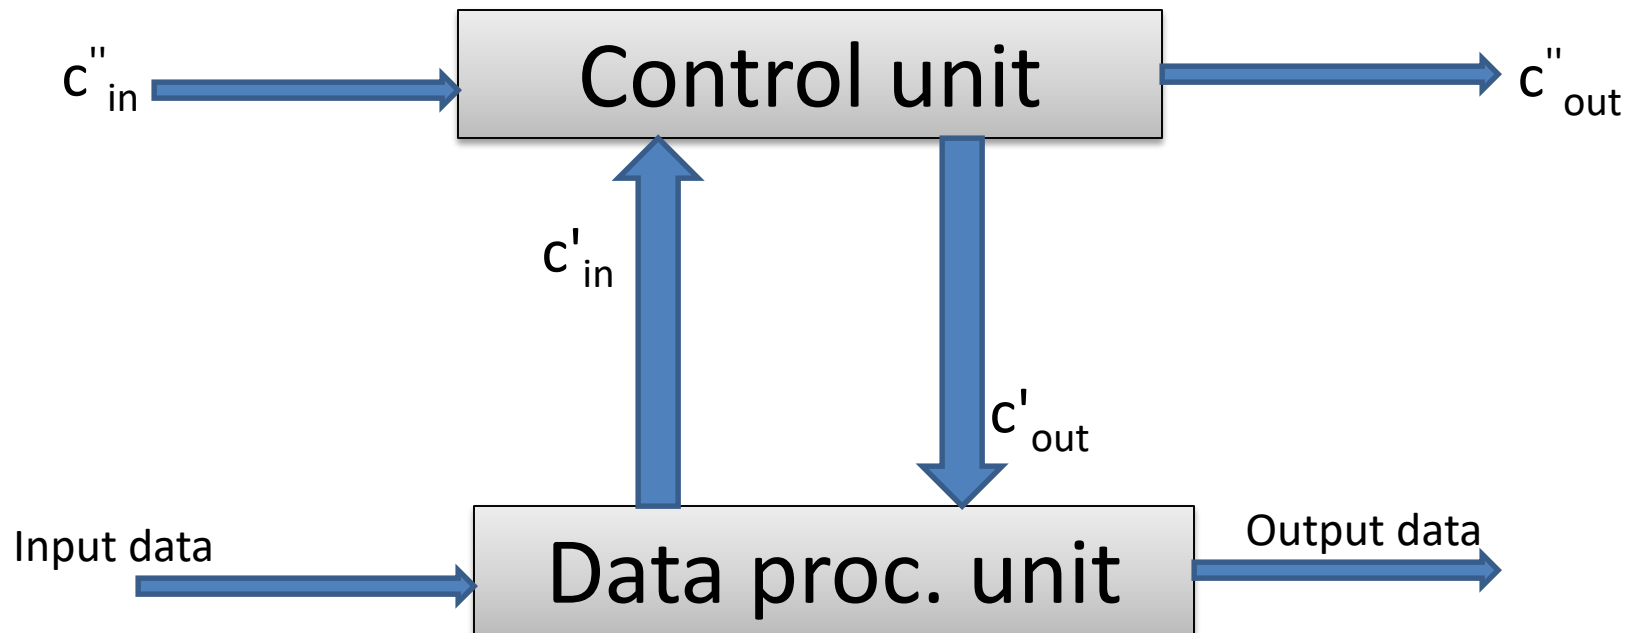 c''in
Control unit
c''out
c'in
c'out
Input data
Data proc. unit
Output data